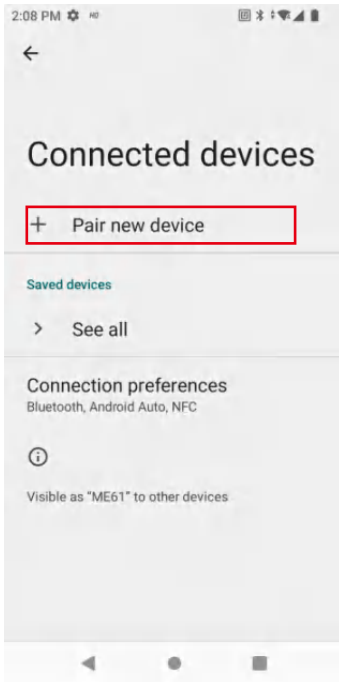 2:08 PM HD
Connected devices
+ Pair new device
Saved devices
> See all
Connection preferences
Bluetooth, Android Auto, NFC
Visible as "ME61" to other devices